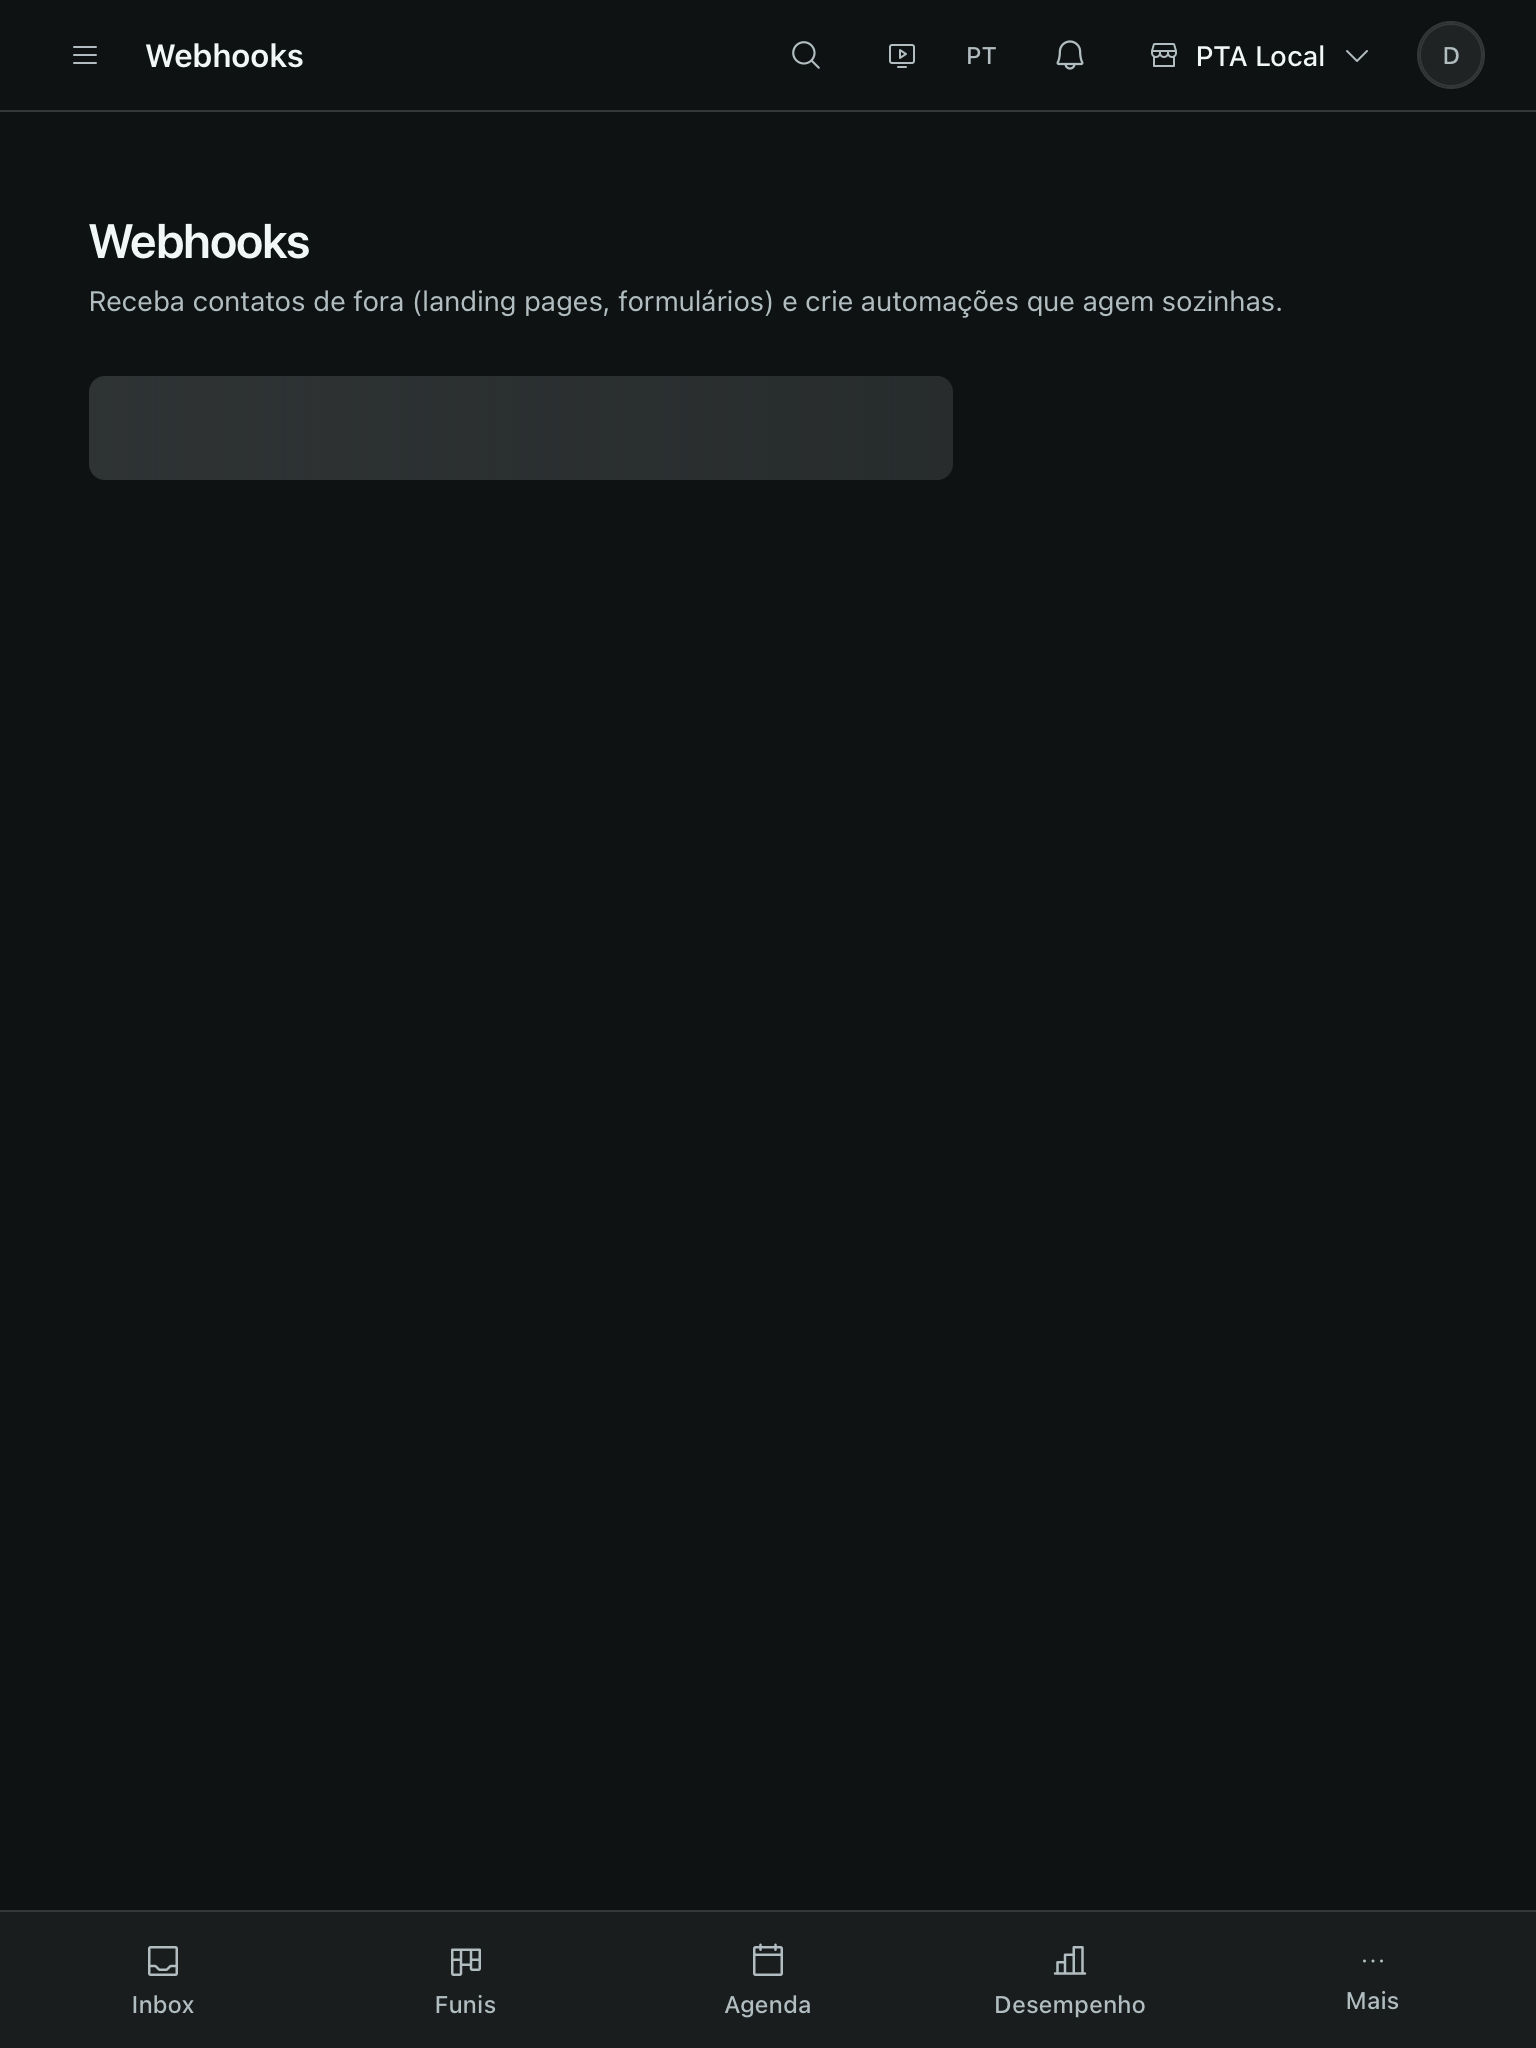 Webhooks
PT
PTA Local
D
Webhooks
Receba contatos de fora (landing pages, formulários) e crie automações que agem sozinhas.
Inbox
Funis
Agenda
Desempenho
Mais